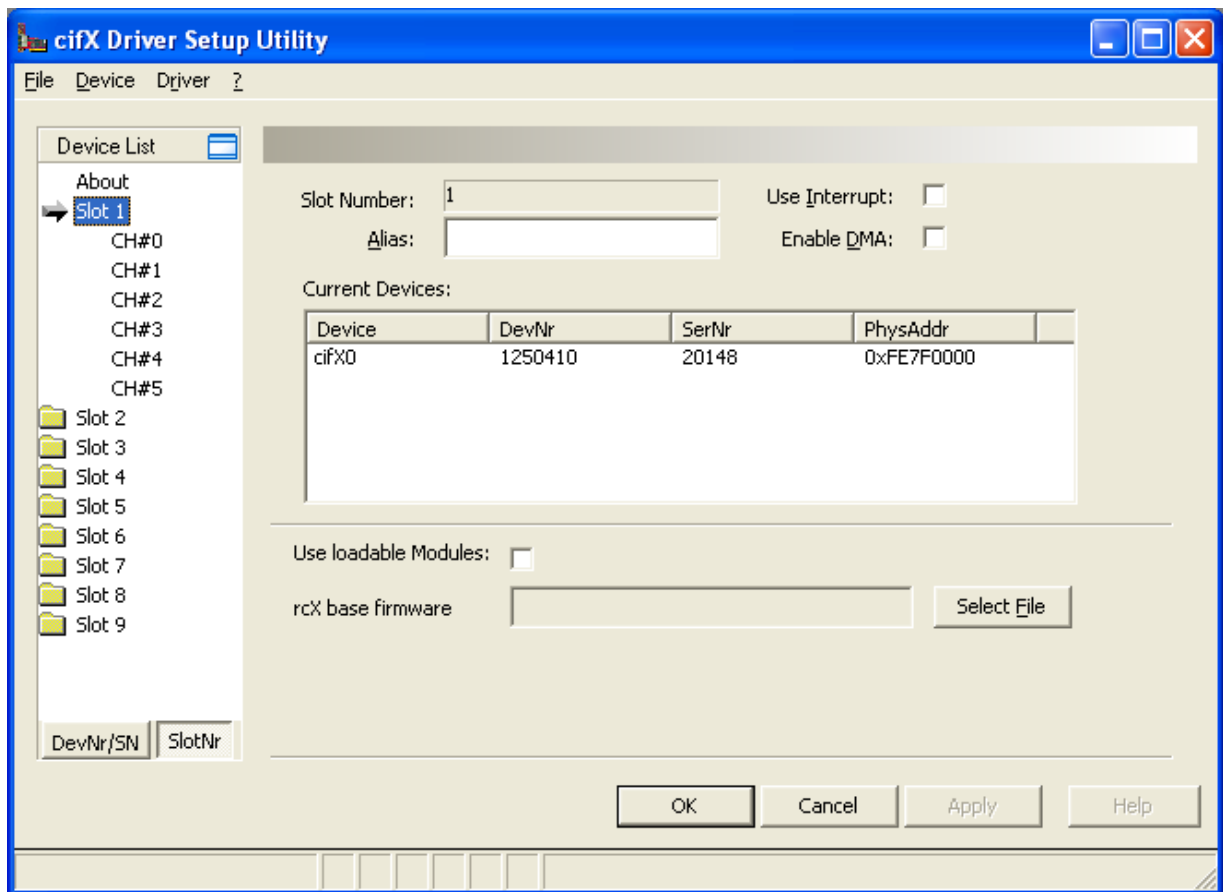 cifX Driver Setup Utility
File Device Driver ?
Device List
About
Slot 1
CH#0
CH#1
CH#2
CH#3
CH#4
CH#5
Slot 2
Slot 3
Slot 4
Slot 5
Slot 6
Slot 7
Slot 8
Slot 9
DevNr/SN SlotNr
Slot Number: 1 Use Interrupt:
Alias: Enable DMA:
Current Devices:
Device DevNr SerNr PhysAddr
cifX0 1250410 20148 0xFE7F0000
Use loadable Modules:
rcX base firmware Select File
OK Cancel Apply Help